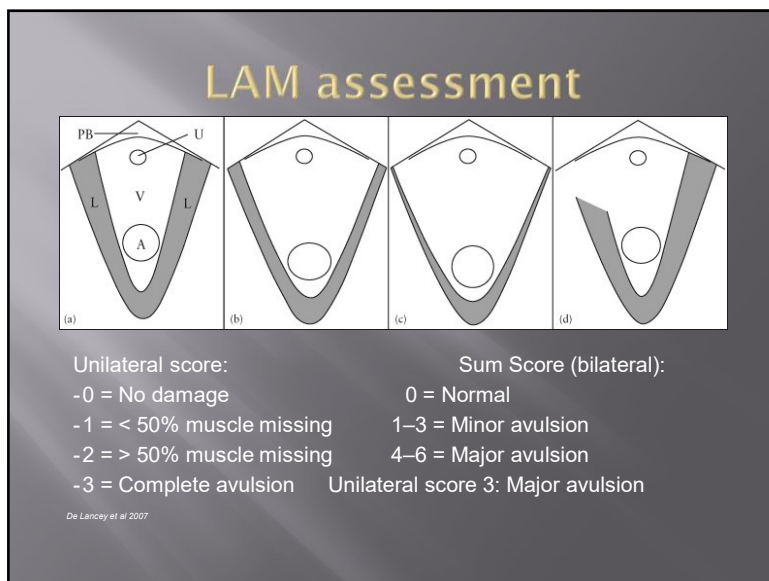 LAM assessment
PB U
L V L
A
(a) (b) (c) (d)
Unilateral score: Sum Score (bilateral):
-0 = No damage 0 = Normal
-1 = < 50% muscle missing 1–3 = Minor avulsion
-2 = > 50% muscle missing 4–6 = Major avulsion
-3 = Complete avulsion Unilateral score 3: Major avulsion
De Lancey et al 2007